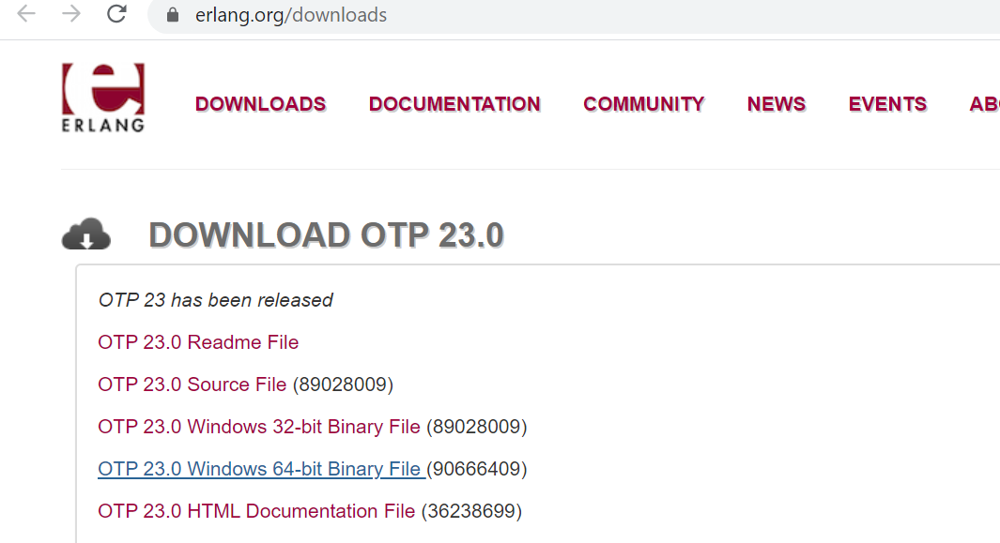 erlang.org/downloads
ERLANG
DOWNLOADS DOCUMENTATION COMMUNITY NEWS EVENTS
DOWNLOAD OTP 23.0
OTP 23 has been released
OTP 23.0 Readme File
OTP 23.0 Source File (89028009)
OTP 23.0 Windows 32-bit Binary File (89028009)
OTP 23.0 Windows 64-bit Binary File (90666409)
OTP 23.0 HTML Documentation File (36238699)